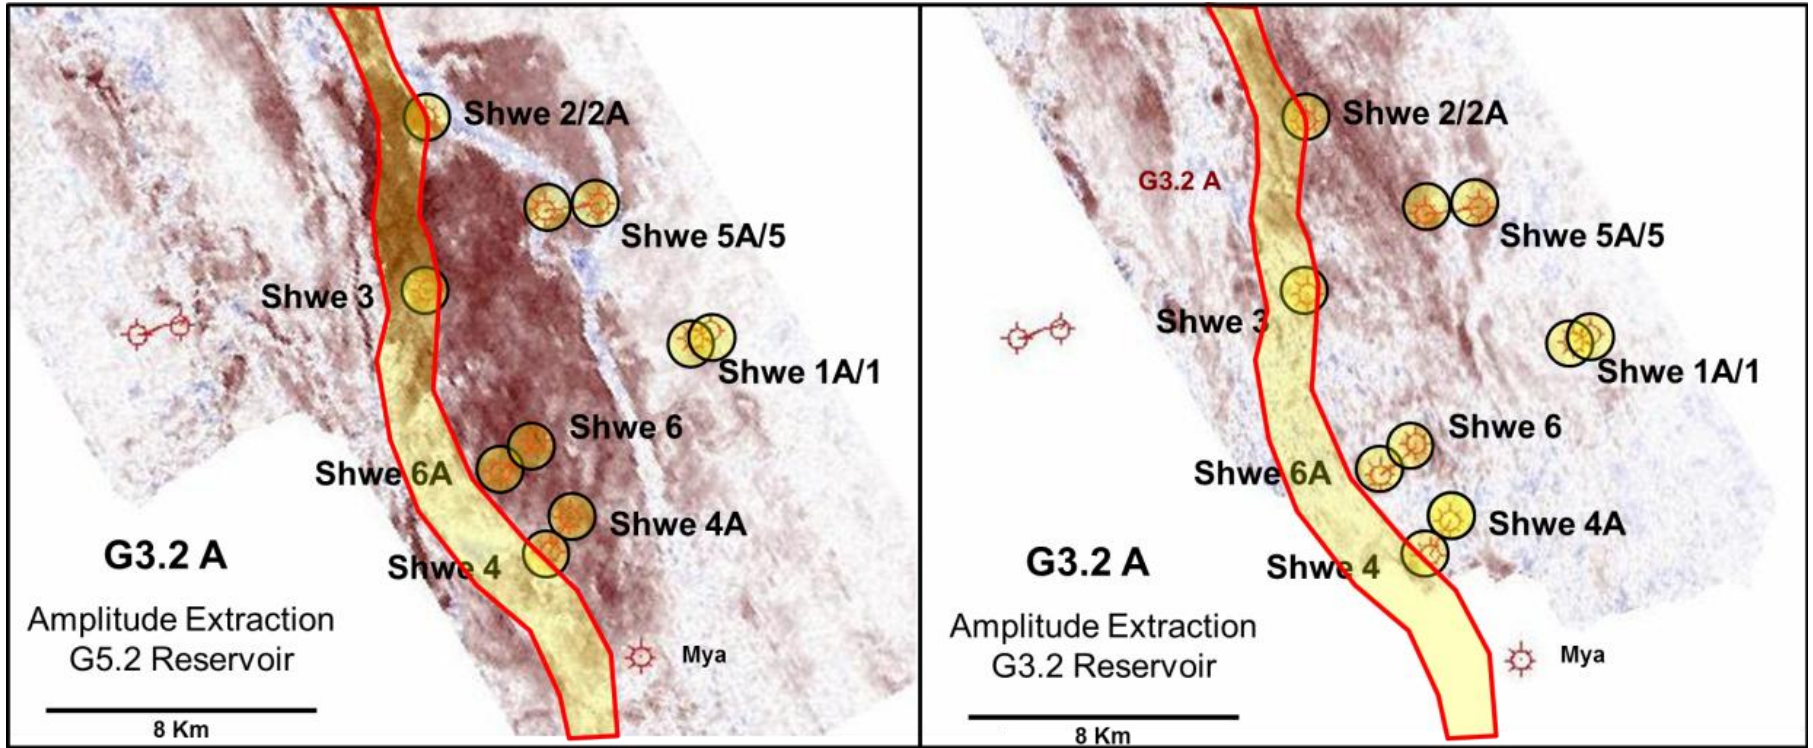 Shwe 2/2A
Shwe 5A/5
Shwe 3
Shwe 1A/1
Shwe 6
Shwe 6A
Shwe 4A
Shwe 4
G3.2 A
Amplitude Extraction
G5.2 Reservoir
Mya
8 Km
Shwe 2/2A
G3.2 A
Shwe 5A/5
Shwe 3
Shwe 1A/1
Shwe 6
Shwe 6A
Shwe 4A
Shwe 4
G3.2 A
Amplitude Extraction
G3.2 Reservoir
Mya
8 Km